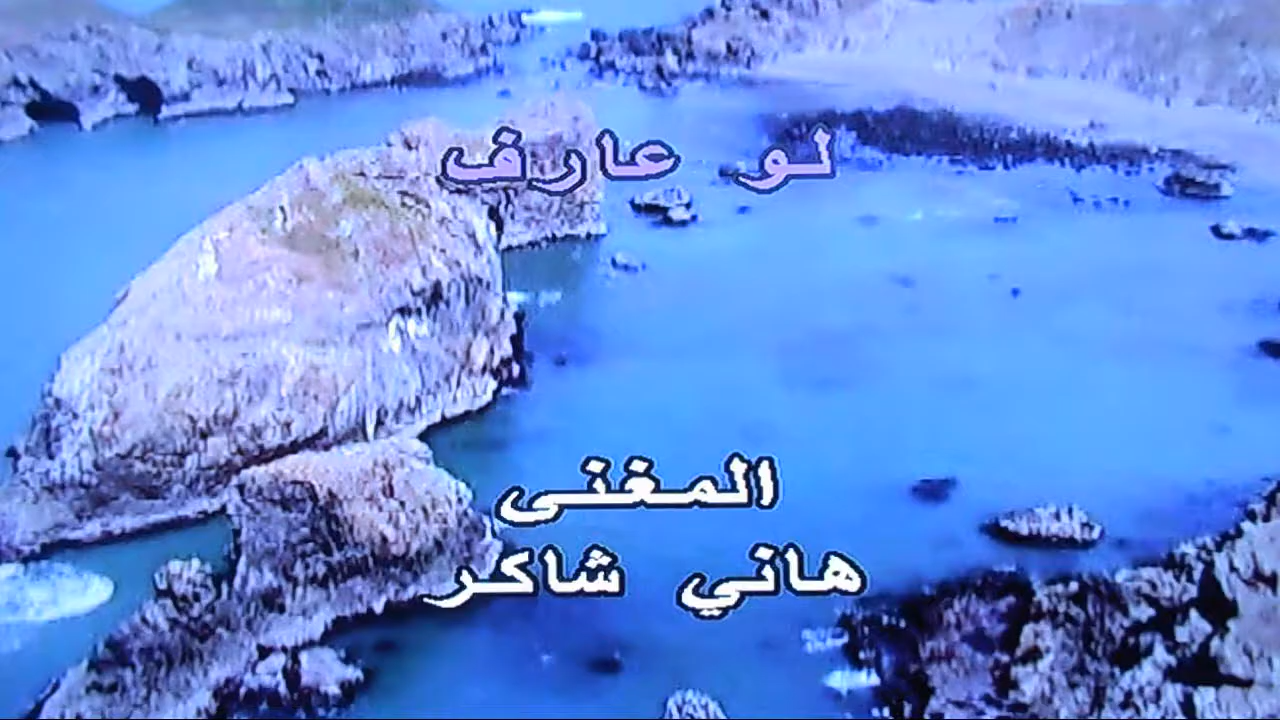 لو عارف
المغنى
هاني شاكر